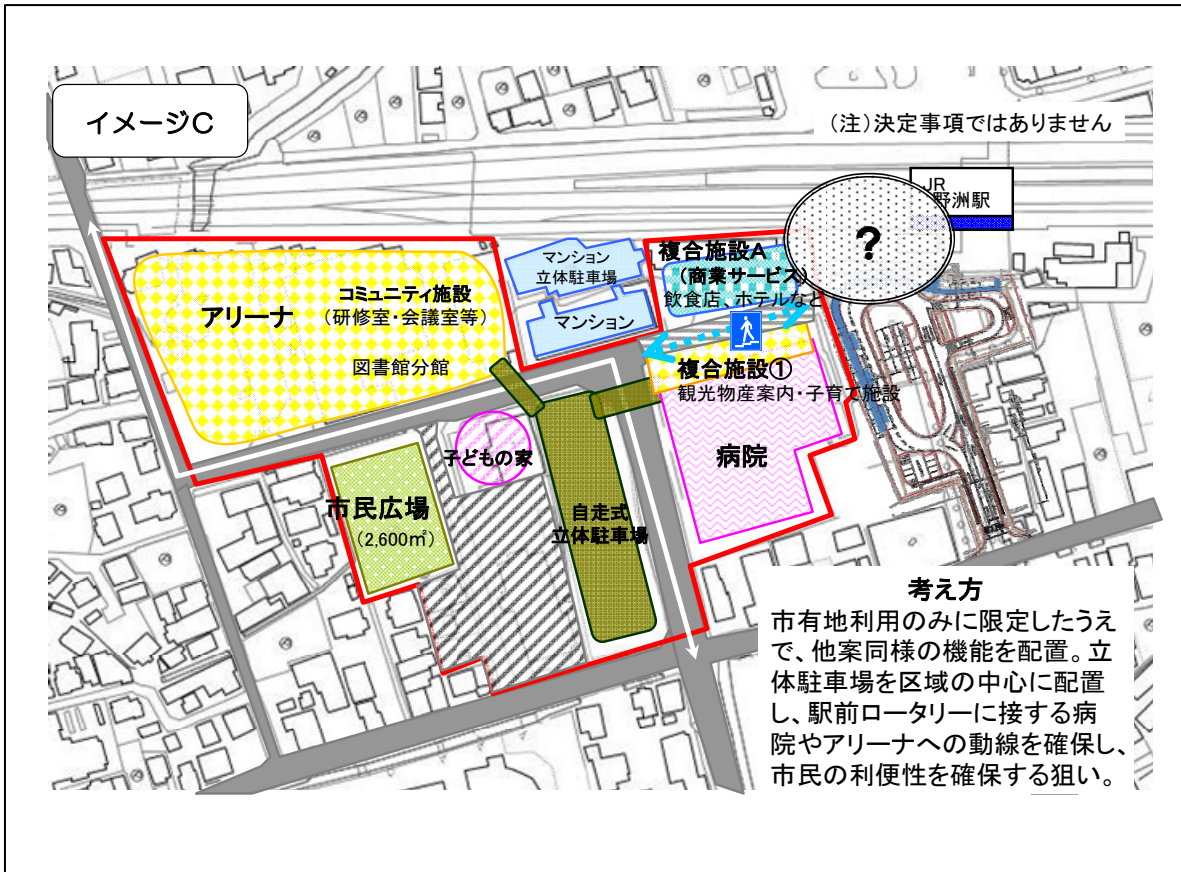 イメージC
(注)決定事項ではありません
JR
野洲駅
?
マンション
立体駐車場
マンション
複合施設A
(商業サービス)
飲食店、ホテルなど
アリーナ
コミュニティ施設
(研修室・会議室等)
図書館分館
複合施設①
観光物産案内・子育て施設
病院
子どもの家
市民広場
(2,600㎡)
自走式
立体駐車場
考え方
市有地利用のみに限定したうえ
で、他案同様の機能を配置。立
体駐車場を区域の中心に配置
し、駅前ロータリーに接する病
院やアリーナへの動線を確保し、
市民の利便性を確保する狙い。